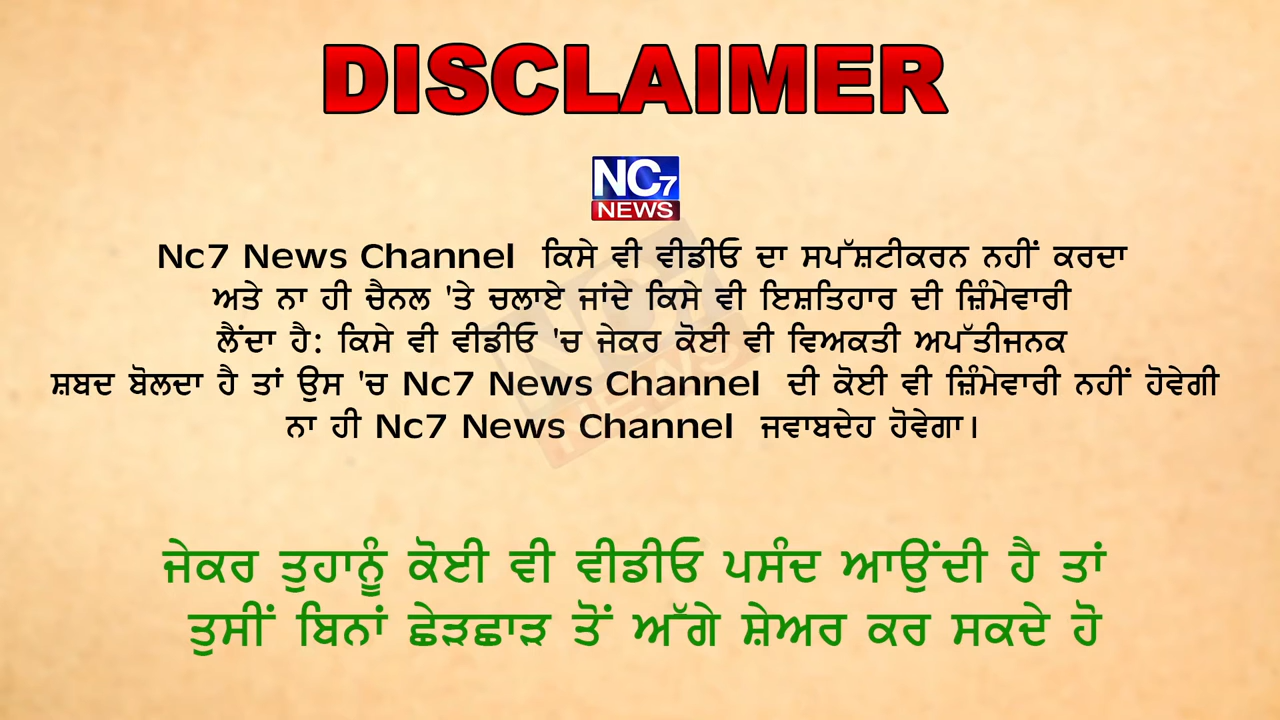 DISCLAIMER
NC7
NEWS
Nc7 News Channel ਕਿਸੇ ਵੀ ਵੀਡੀਓ ਦਾ ਸਪੱਸ਼ਟੀਕਰਨ ਨਹੀਂ ਕਰਦਾ
ਅਤੇ ਨਾ ਹੀ ਚੈਨਲ 'ਤੇ ਚਲਾਏ ਜਾਂਦੇ ਕਿਸੇ ਵੀ ਇਸ਼ਤਿਹਾਰ ਦੀ ਜ਼ਿੰਮੇਵਾਰੀ
ਲੈਂਦਾ ਹੈ: ਕਿਸੇ ਵੀ ਵੀਡੀਓ 'ਚ ਜੇਕਰ ਕੋਈ ਵੀ ਵਿਅਕਤੀ ਅਪੱਤੀਜਨਕ
ਸ਼ਬਦ ਬੋਲਦਾ ਹੈ ਤਾਂ ਉਸ 'ਚ Nc7 News Channel ਦੀ ਕੋਈ ਵੀ ਜ਼ਿੰਮੇਵਾਰੀ ਨਹੀਂ ਹੋਵੇਗੀ
ਨਾ ਹੀ Nc7 News Channel ਜਵਾਬਦੇਹ ਹੋਵੇਗਾ।
ਜੇਕਰ ਤੁਹਾਨੂੰ ਕੋਈ ਵੀ ਵੀਡੀਓ ਪਸੰਦ ਆਉਂਦੀ ਹੈ ਤਾਂ
ਤੁਸੀਂ ਬਿਨਾਂ ਛੇੜਛਾੜ ਤੋਂ ਅੱਗੇ ਸ਼ੇਅਰ ਕਰ ਸਕਦੇ ਹੋ